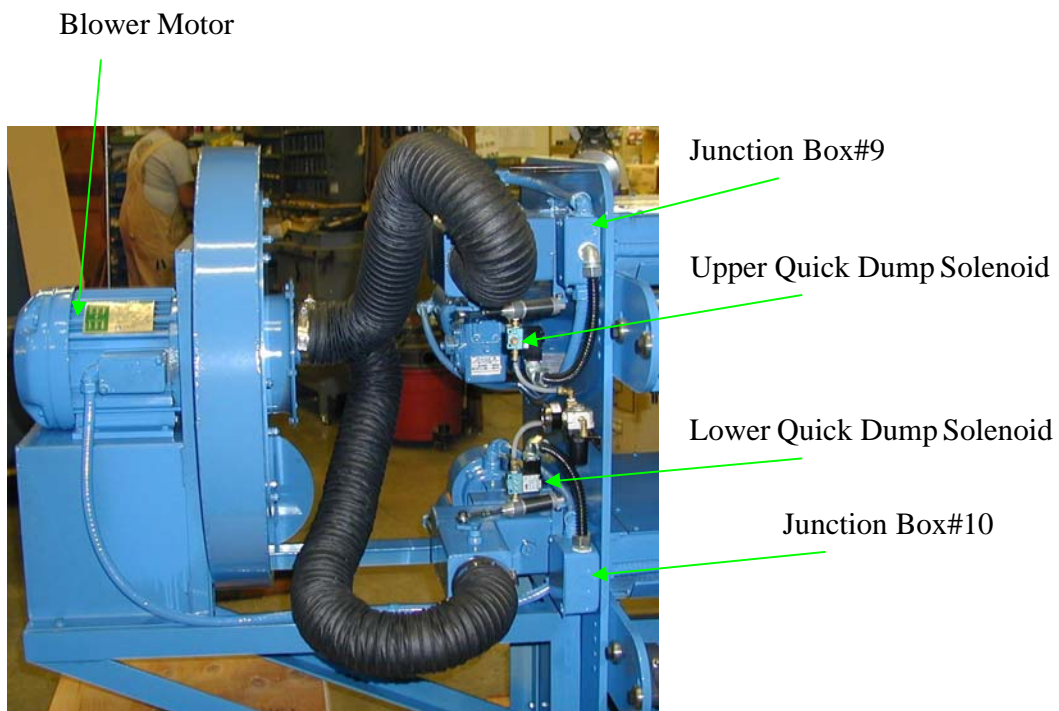 Blower Motor
Junction Box#9
Upper Quick Dump Solenoid
Lower Quick Dump Solenoid
Junction Box#10